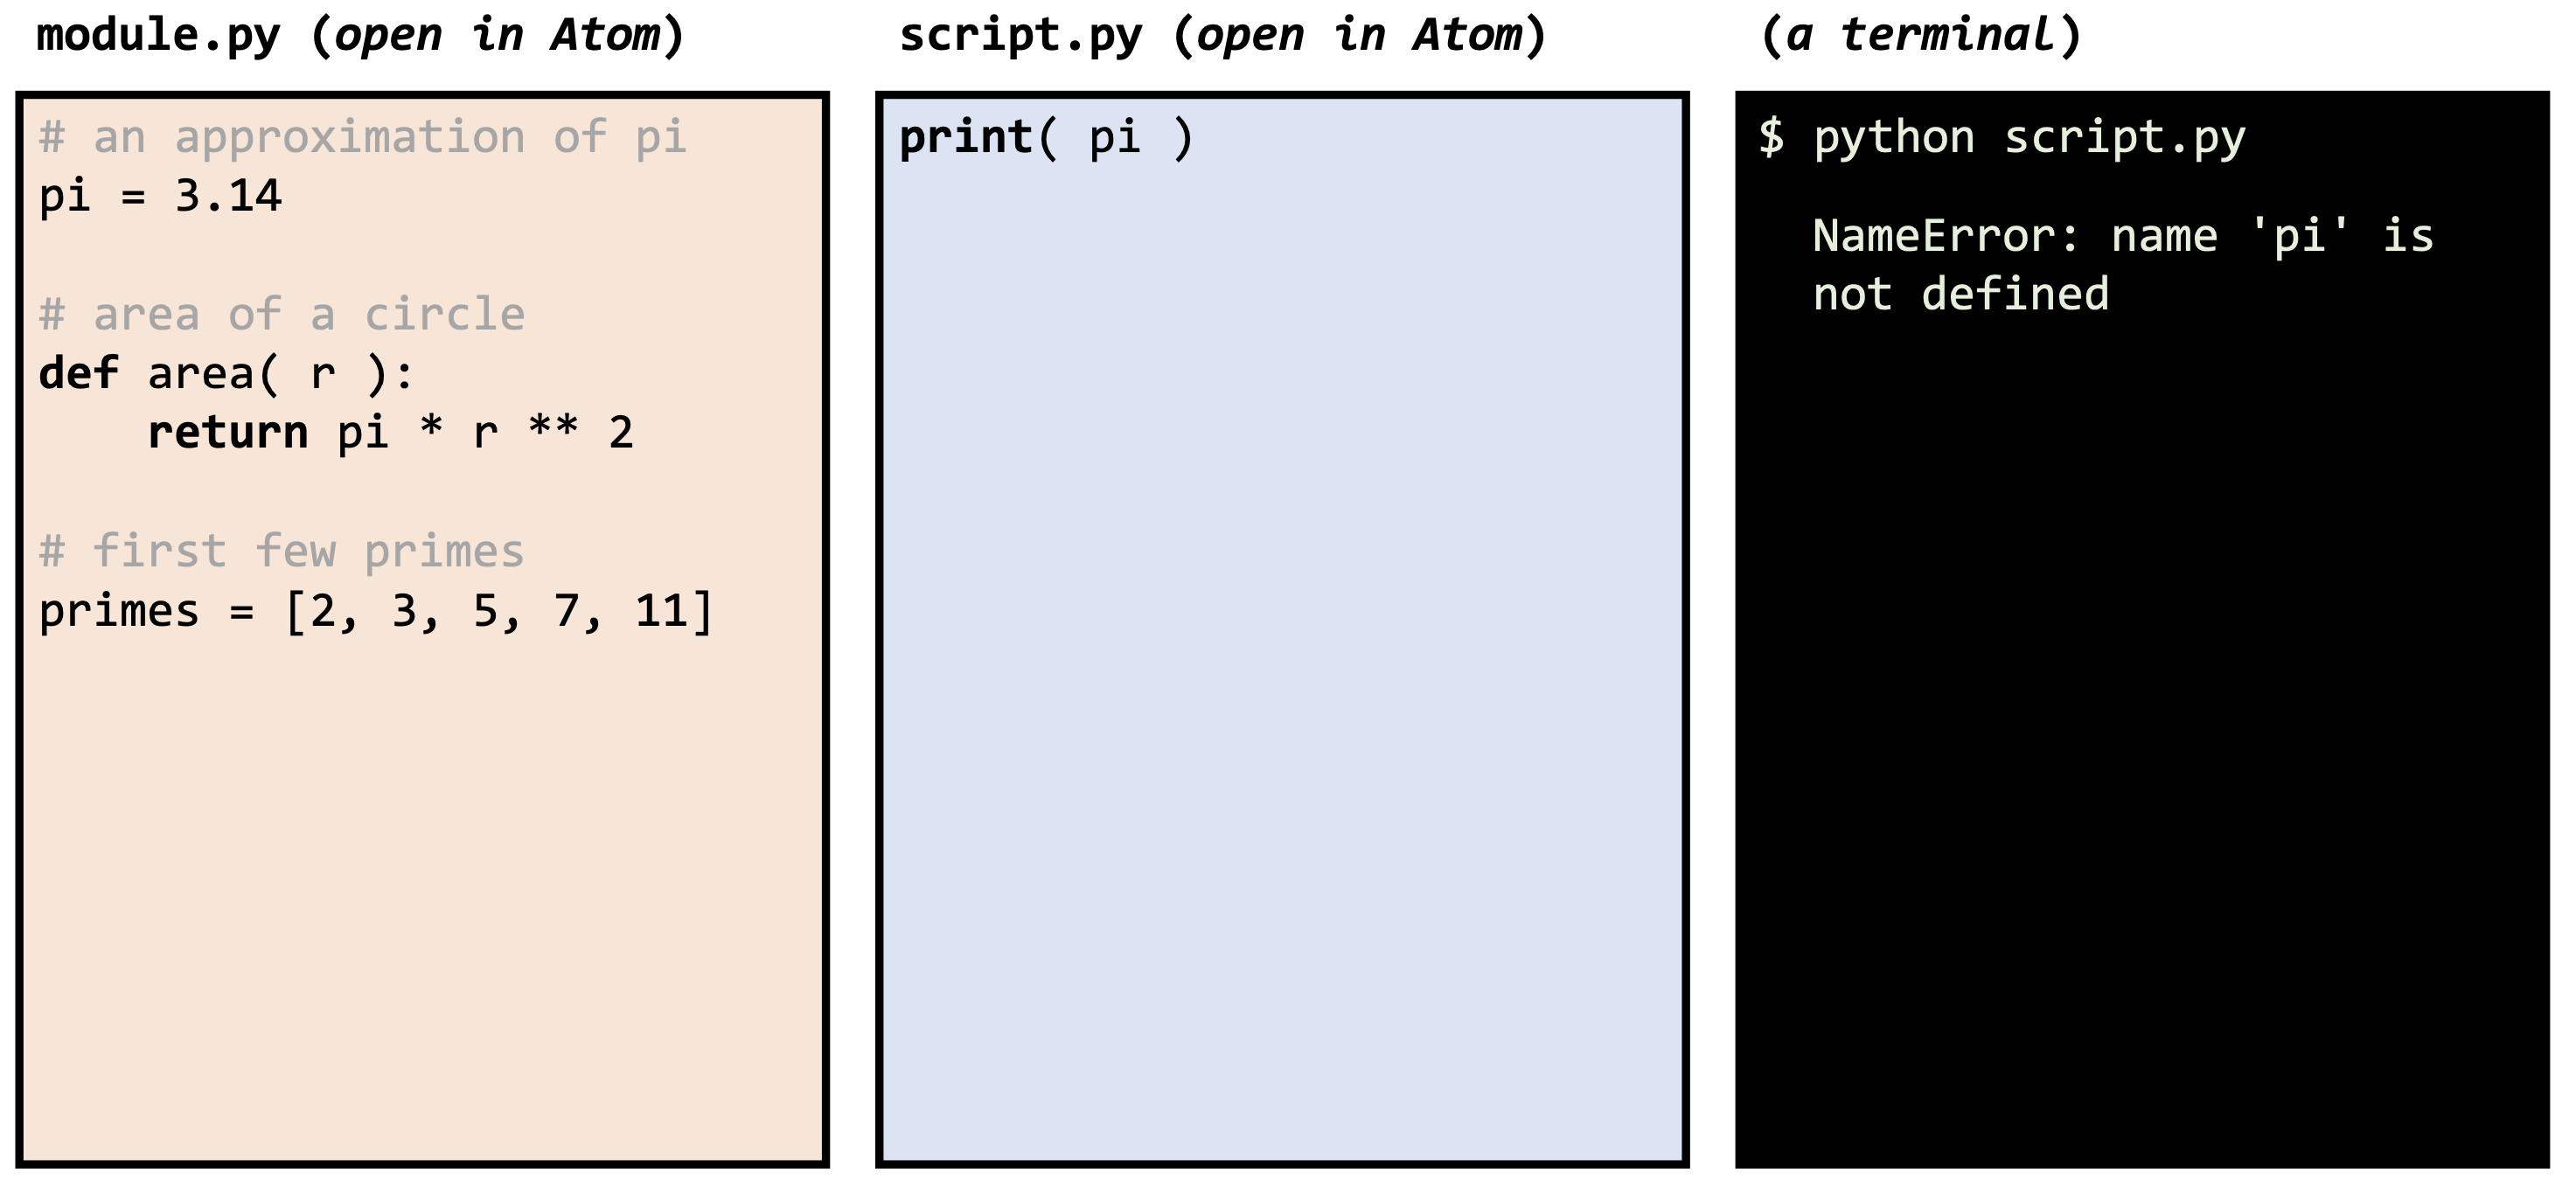 module.py (open in Atom)
# an approximation of pi
pi = 3.14
# area of a circle
def area( r ):
    return pi * r ** 2
# first few primes
primes = [2, 3, 5, 7, 11]
script.py (open in Atom)
print( pi )
(a terminal)
$ python script.py
NameError: name 'pi' is
not defined